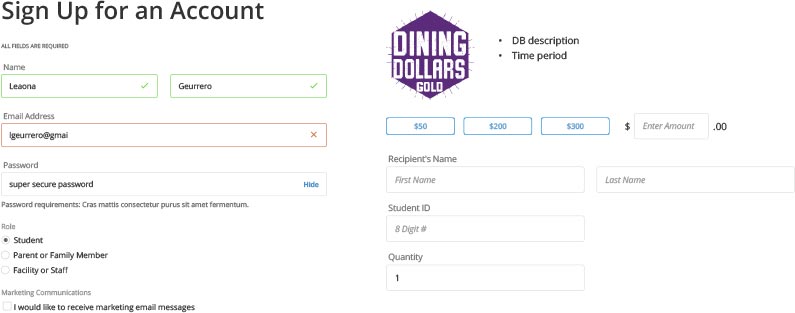 Sign Up for an Account
ALL FIELDS ARE REQUIRED
Name
Leaona
Geurrero
Email Address
lgeurrero@gmai
Password
super secure password
Hide
Password requirements: Cras mattis consectetur purus sit amet fermentum.
Role
Student
Parent or Family Member
Facility or Staff
Marketing Communications
I would like to receive marketing email messages
DINING
DOLLARS
GOLD
• DB description
• Time period
$50
$200
$300
$ Enter Amount .00
Recipient's Name
First Name
Last Name
Student ID
8 Digit #
Quantity
1